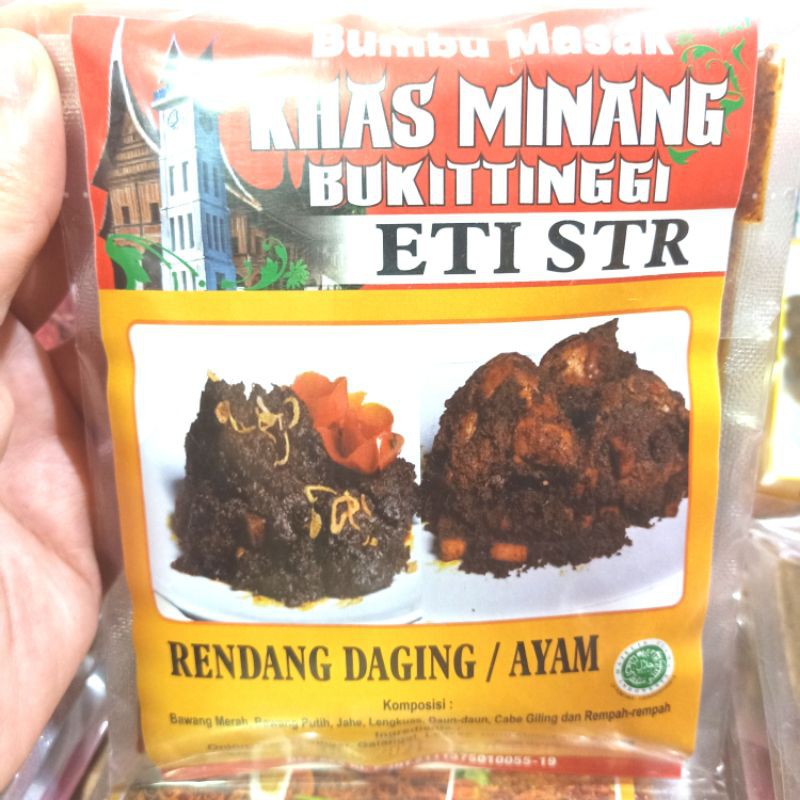 Bumbu Masak
KHAS MINANG
BUKITTINGGI
ETI STR
RENDANG DAGING / AYAM
Komposisi :
Bawang Merah, Bawang Putih, Jahe, Lengkuas, Daun-daun, Cabe Giling dan Rempah-rempah
Ingredients